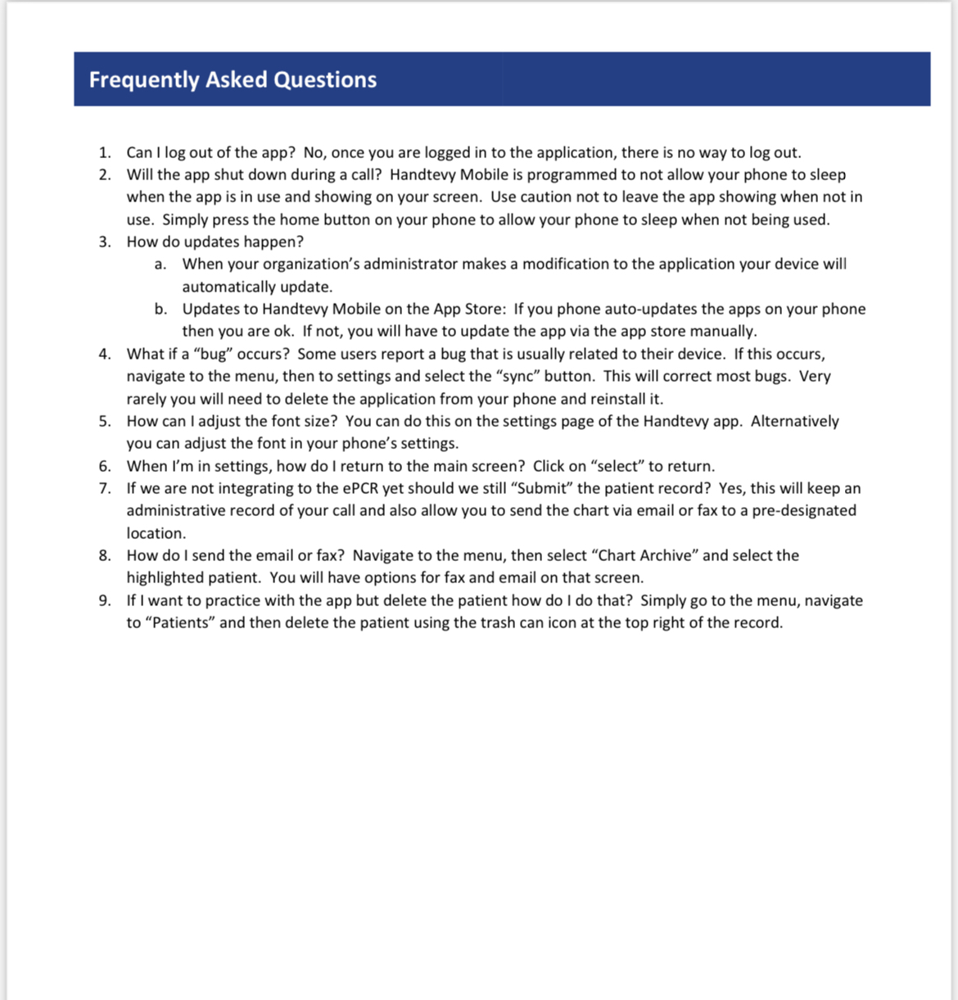 Frequently Asked Questions
1. Can I log out of the app?  No, once you are logged in to the application, there is no way to log out.
2. Will the app shut down during a call?  Handtevy Mobile is programmed to not allow your phone to sleep
when the app is in use and showing on your screen.  Use caution not to leave the app showing when not in
use.  Simply press the home button on your phone to allow your phone to sleep when not being used.
3. How do updates happen?
a. When your organization’s administrator makes a modification to the application your device will
automatically update.
b. Updates to Handtevy Mobile on the App Store:  If you phone auto-updates the apps on your phone
then you are ok.  If not, you will have to update the app via the app store manually.
4. What if a “bug” occurs?  Some users report a bug that is usually related to their device.  If this occurs,
navigate to the menu, then to settings and select the “sync” button.  This will correct most bugs.  Very
rarely you will need to delete the application from your phone and reinstall it.
5. How can I adjust the font size?  You can do this on the settings page of the Handtevy app.  Alternatively
you can adjust the font in your phone’s settings.
6. When I’m in settings, how do I return to the main screen?  Click on “select” to return.
7. If we are not integrating to the ePCR yet should we still “Submit” the patient record?  Yes, this will keep an
administrative record of your call and also allow you to send the chart via email or fax to a pre-designated
location.
8. How do I send the email or fax?  Navigate to the menu, then select “Chart Archive” and select the
highlighted patient.  You will have options for fax and email on that screen.
9. If I want to practice with the app but delete the patient how do I do that?  Simply go to the menu, navigate
to “Patients” and then delete the patient using the trash can icon at the top right of the record.